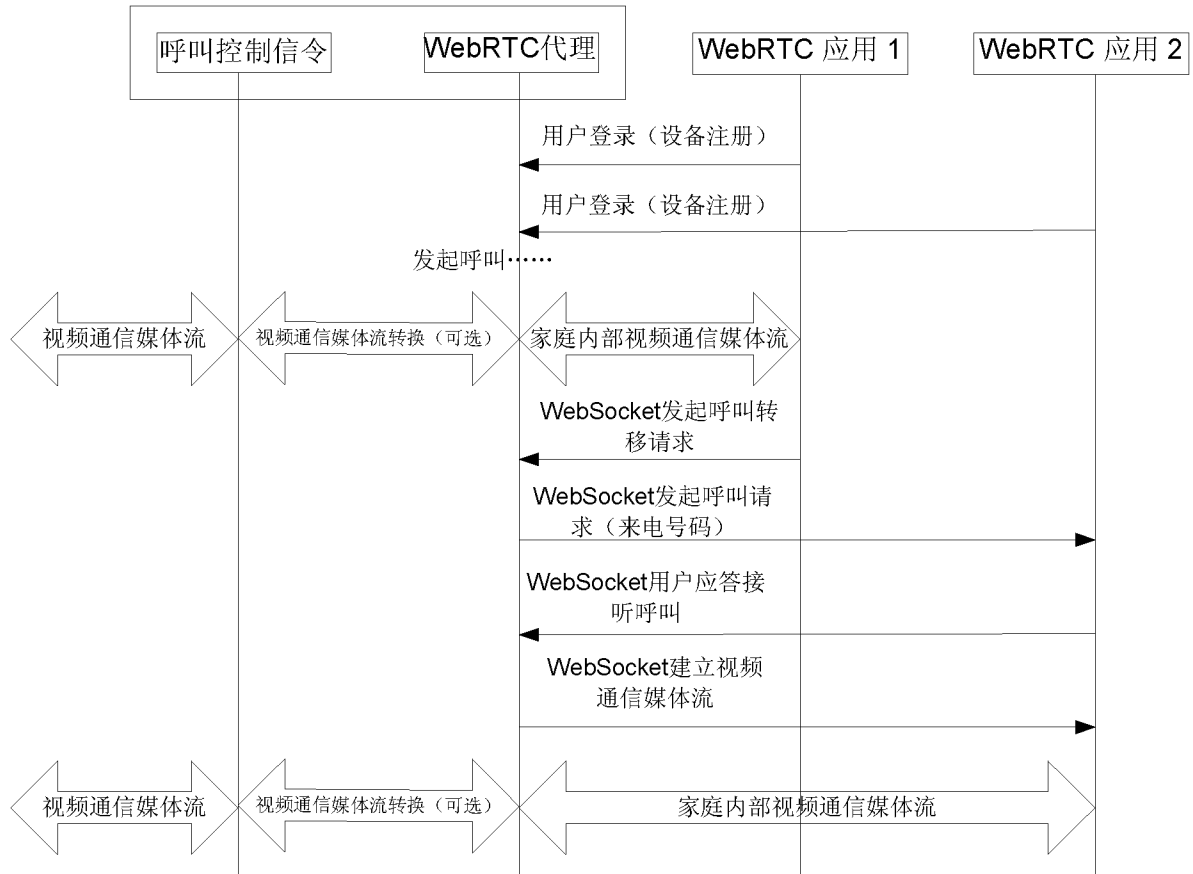 呼叫控制信令
WebRTC代理
WebRTC 应用 1
WebRTC 应用 2
用户登录（设备注册）
用户登录（设备注册）
发起呼叫……
视频通信媒体流
视频通信媒体流转换（可选）
家庭内部视频通信媒体流
WebSocket发起呼叫转
移请求
WebSocket发起呼叫请
求（来电号码）
WebSocket用户应答接
听呼叫
WebSocket建立视频
通信媒体流
视频通信媒体流
视频通信媒体流转换（可选）
家庭内部视频通信媒体流